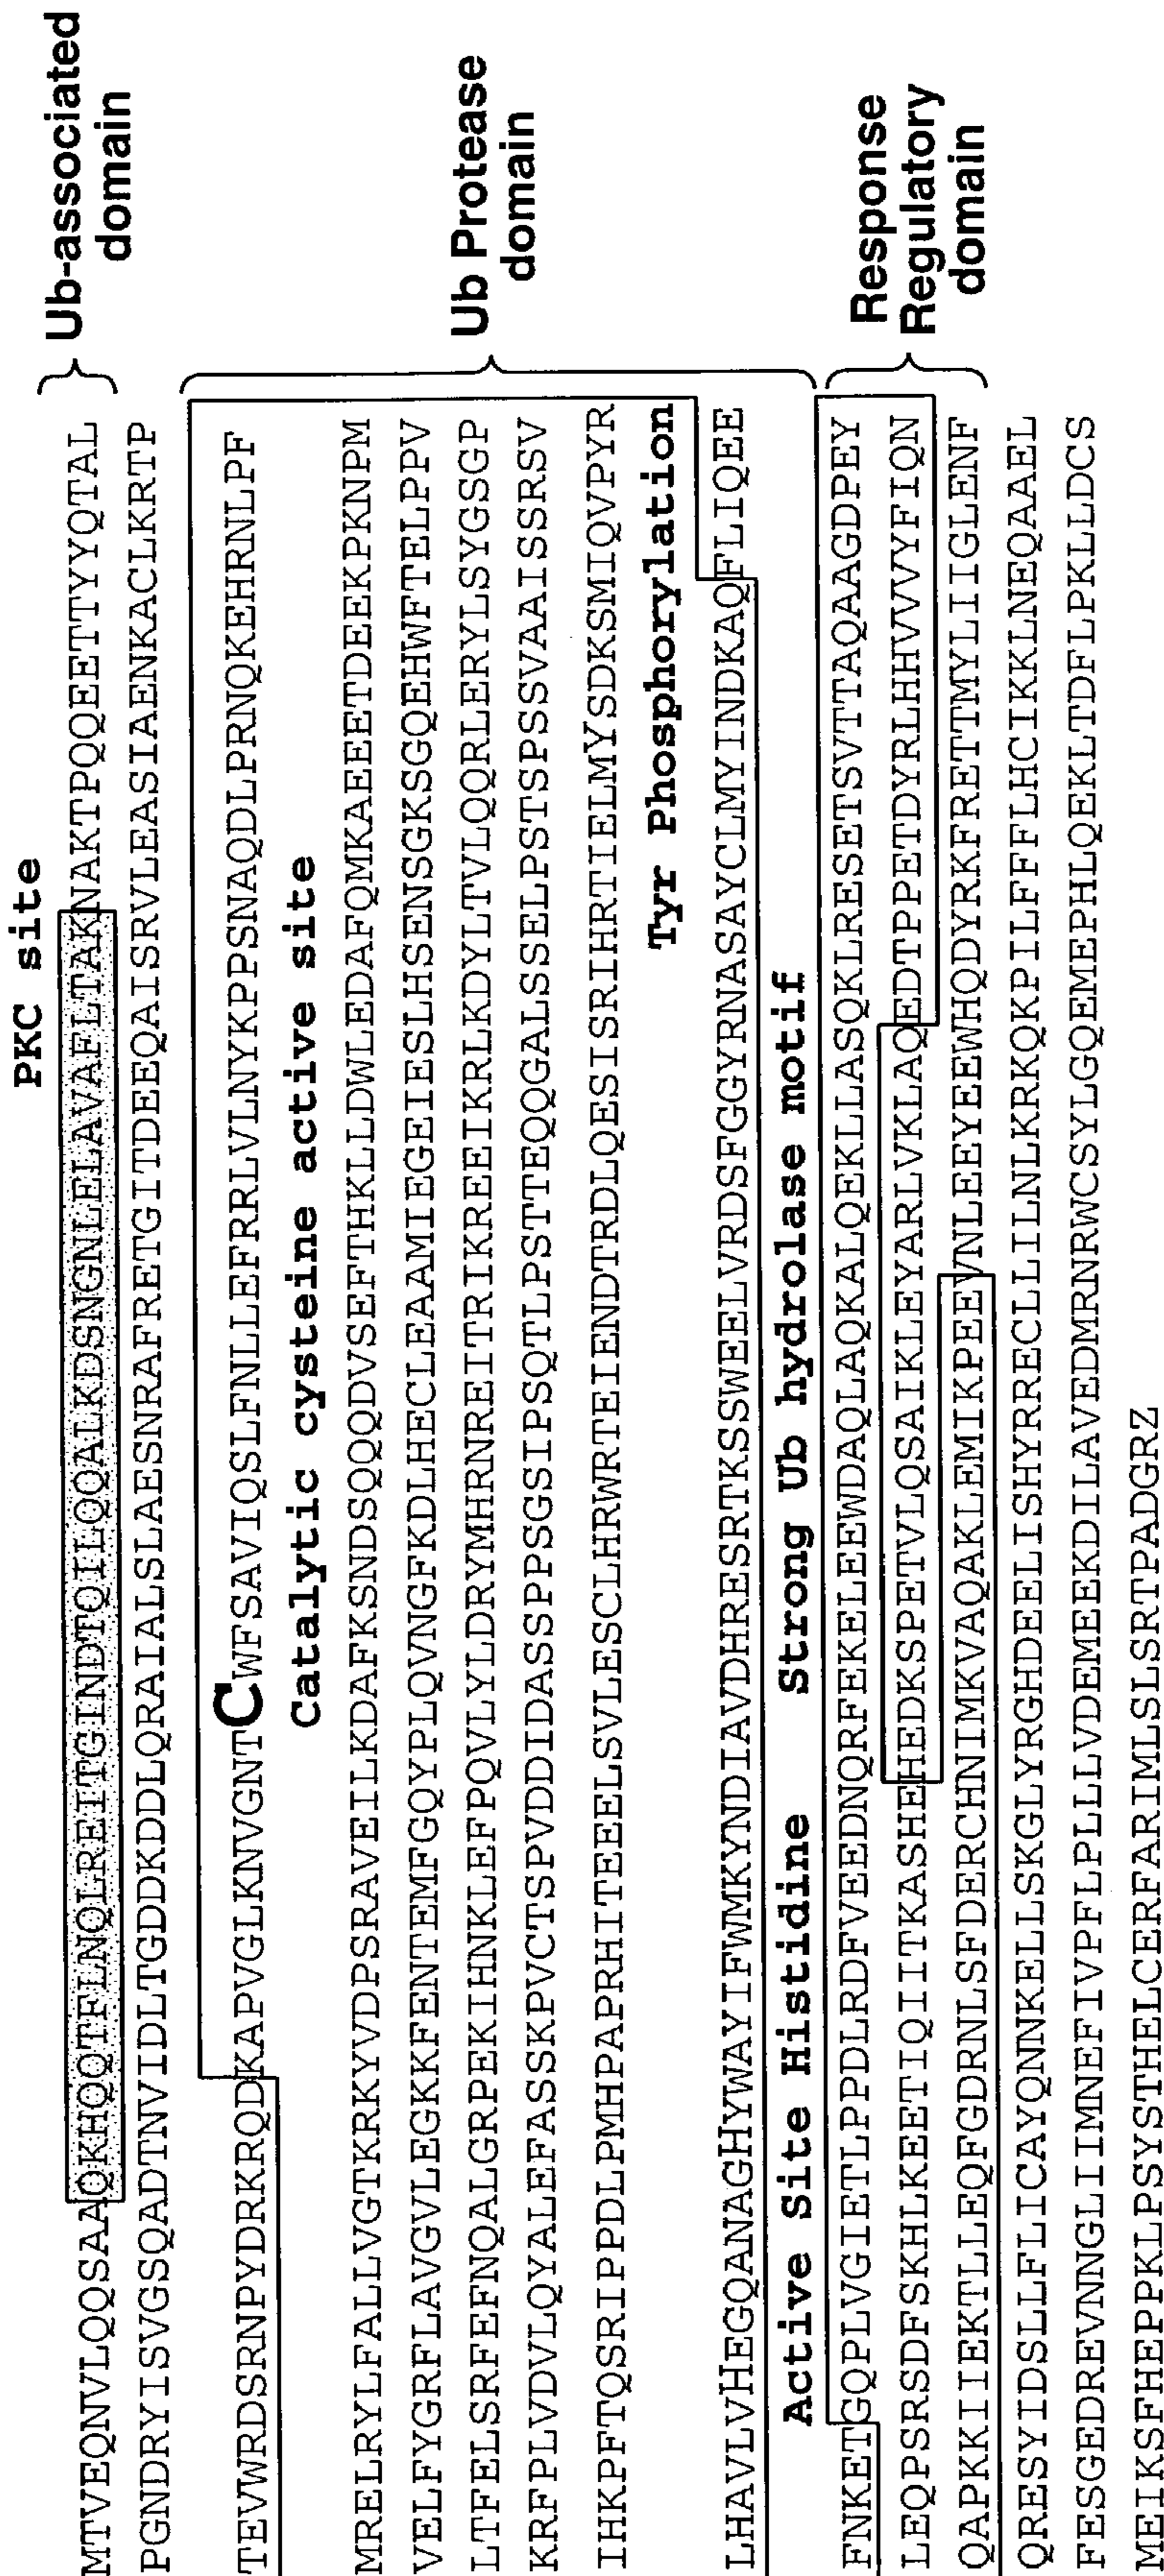 PKC site
MTVEQNVLQQSAAQKHQQTFLNQLREITGINDTQILQQALKDSNGNLELAVAFLTAKNAKTPQQEETTYYQTAL
Ub-associated
domain
PGNDRYISVGSQADTNVIDLTGDDKDDLQRAIALSLAESNRAFRETGITDEEQAISRVLEASIAENKACLKRTP
TEVWRDSRNPYDRKRQDKAPVGLKNVGNTCWFSAVIQSLFNLLEFRRLVLNYKPPSNAQDLPRNQKEHRNLPF
Catalytic cysteine active site
MRELRYLFALLVGTKRKYVDPSRAVEILKDAFKSNDSQQQDVSEFTHKLLDWLEDAFQMKAEEETDEEKPKNPM
VELFYGRFLAVGVLEGKKFENTEMFGQYPLQVNGFKDLHECLEAAMIEGEIESLHSENSGKSGQEHWFTELPPV
LTFELSRFEFNQALGRPEKIHNKLEFPQVLYLDRYMHRNREITRIKREEIKRLKDYLTVLQQRLERYLSYGSGP
Ub Protease
domain
KRFPLVDVLQYALEFASSKPVCTSPVDDIDASSPPSGSIPSQTLPSTTEQQGALSSELPSTSPSSVAAISSRSV
IHKPFTQSRIPPDLPMHPAPRHITEEELSVLESCLHRWRTEIENDTRDLQESISRIHRTIELMYSDKSMIQVPYR
Tyr Phosphorylation
LHAVLVHEGQANAGHYWAYIFWMKYNDIAVDHRESRTKSSWEELVRDSFGGYRNASAYCLMYINDKAQFLIQEE
Active Site Histidine Strong Ub hydrolase motif
FNKETGQPLVGIETLPPDLRDFVEEDNQRFEKELEEWDAQLAQKALQEKLLASQKLRESETSVTTAQAAGDPEY
LEQPSRSDFSKHLKEETIQIITKASHEHEDKSPETVLQSAIKLEYARLVKLAQEDTPPETDYRLHHVVVYFIQN
Response
Regulatory
domain
QAPKKIIEKTLLEQFGDRNLSFDERCHNIMKVAQAKLEMIKPEEVNLEEYEEWHQDYRKFRETTMYLIIGLENF
QRESYIDSLLFLICAYQNNKELLSKGLYRGHDEELISHYRRECLLILNLKRKQKPILFFFLHCIKKLNEQAAEL
FESGEDREVNNGLIIMNEFIVPFLPLLLVDEMEEKDILAVEDMRNRWCSYLGQEMEPHLQEKLTDFLPKLLDCS
MEIKSFHEPPKLPSYSTHELCERFARIMLSLSRTPADGRZ